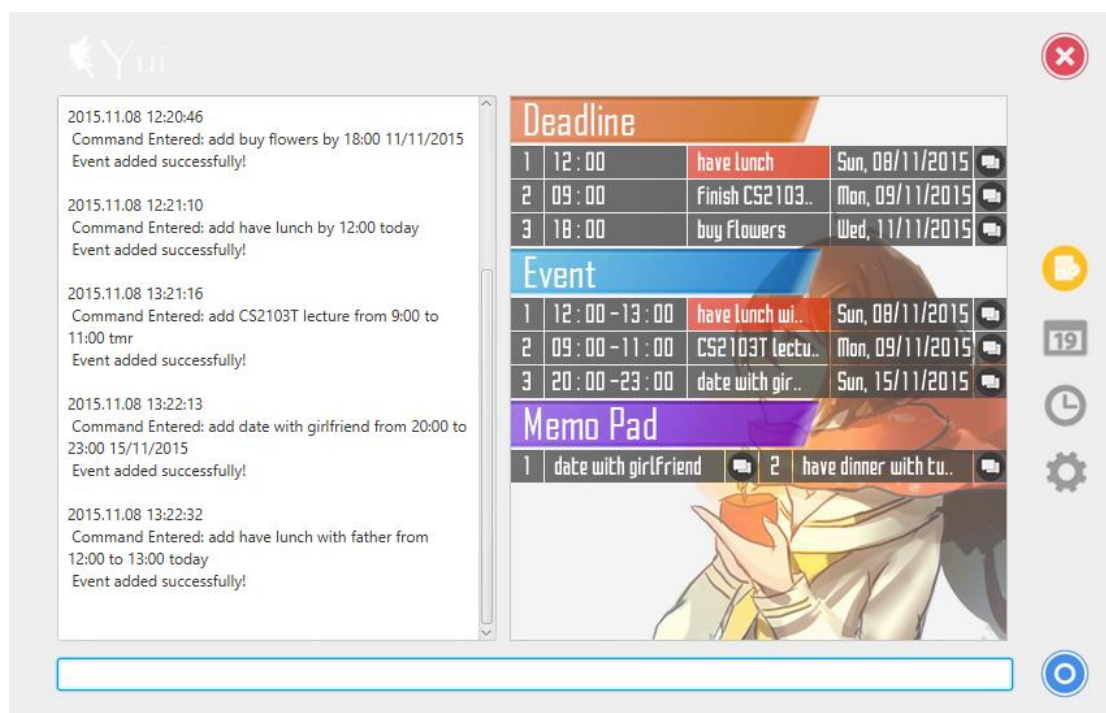 Yui
2015.11.08 12:20:46
Command Entered: add buy flowers by 18:00 11/11/2015
Event added successfully!
2015.11.08 12:21:10
Command Entered: add have lunch by 12:00 today
Event added successfully!
2015.11.08 13:21:16
Command Entered: add CS2103T lecture from 9:00 to
11:00 tmr
Event added successfully!
2015.11.08 13:22:13
Command Entered: add date with girlfriend from 20:00 to
23:00 15/11/2015
Event added successfully!
2015.11.08 13:22:32
Command Entered: add have lunch with father from
12:00 to 13:00 today
Event added successfully!
Deadline
1 12:00 have lunch Sun, 08/11/2015
2 09:00 finish CS2103.. Mon, 09/11/2015
3 18:00 buy flowers Wed, 11/11/2015
Event
1 12:00-13:00 have lunch wi.. Sun, 08/11/2015
2 09:00-11:00 CS2103T lectu.. Mon, 09/11/2015
3 20:00-23:00 date with gir.. Sun, 15/11/2015
Memo Pad
1 date with girlfriend 2 have dinner with tu..
19